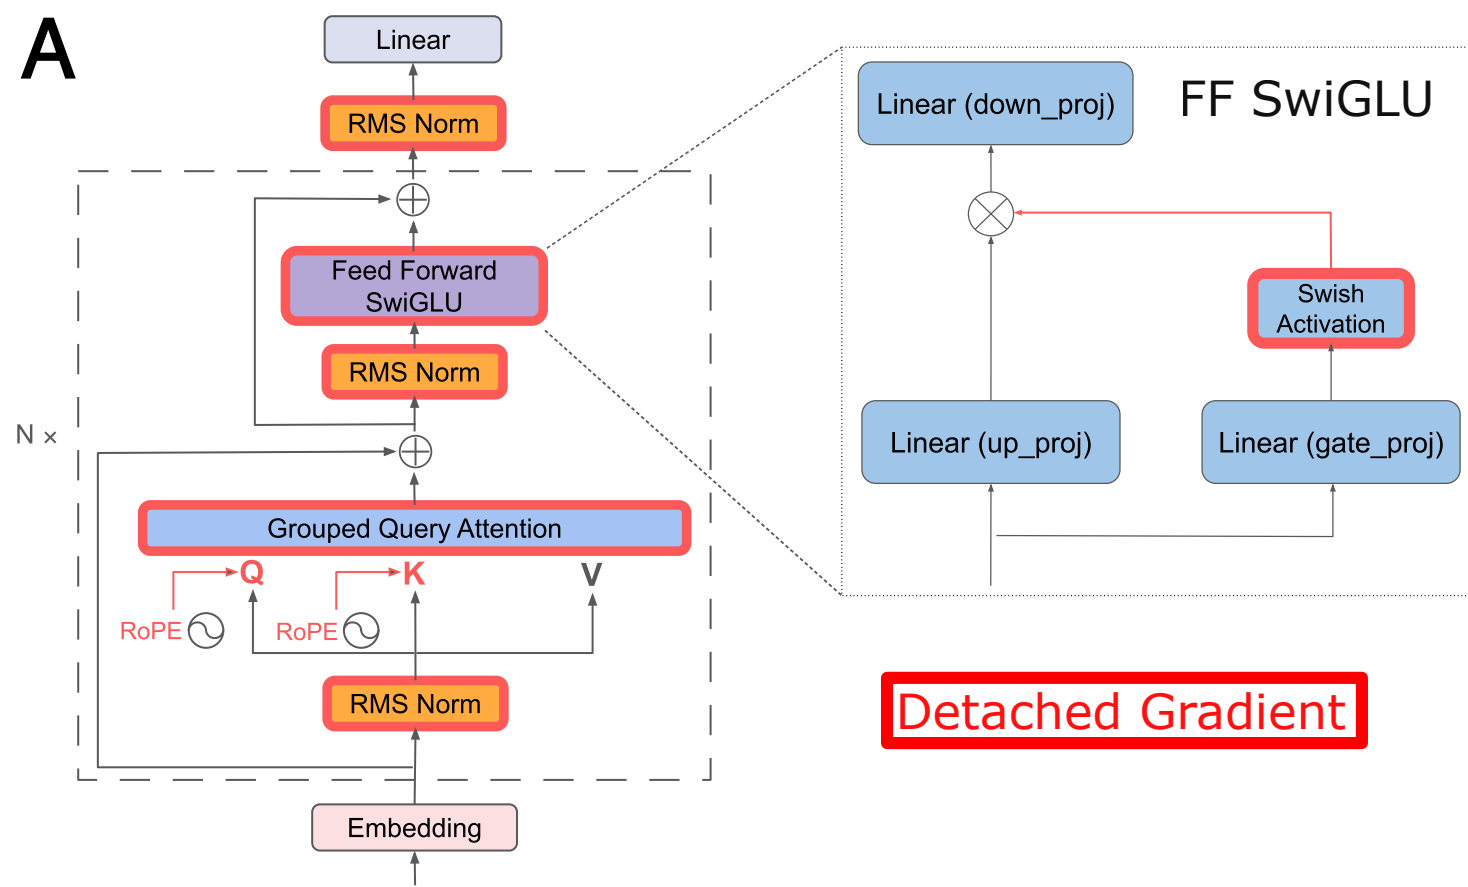 A
Linear
RMS Norm
Feed Forward
SwiGLU
RMS Norm
N ×
Grouped Query Attention
Q
K
V
RoPE
RoPE
RMS Norm
Embedding
FF SwiGLU
Linear (down_proj)
Swish
Activation
Linear (up_proj)
Linear (gate_proj)
Detached Gradient